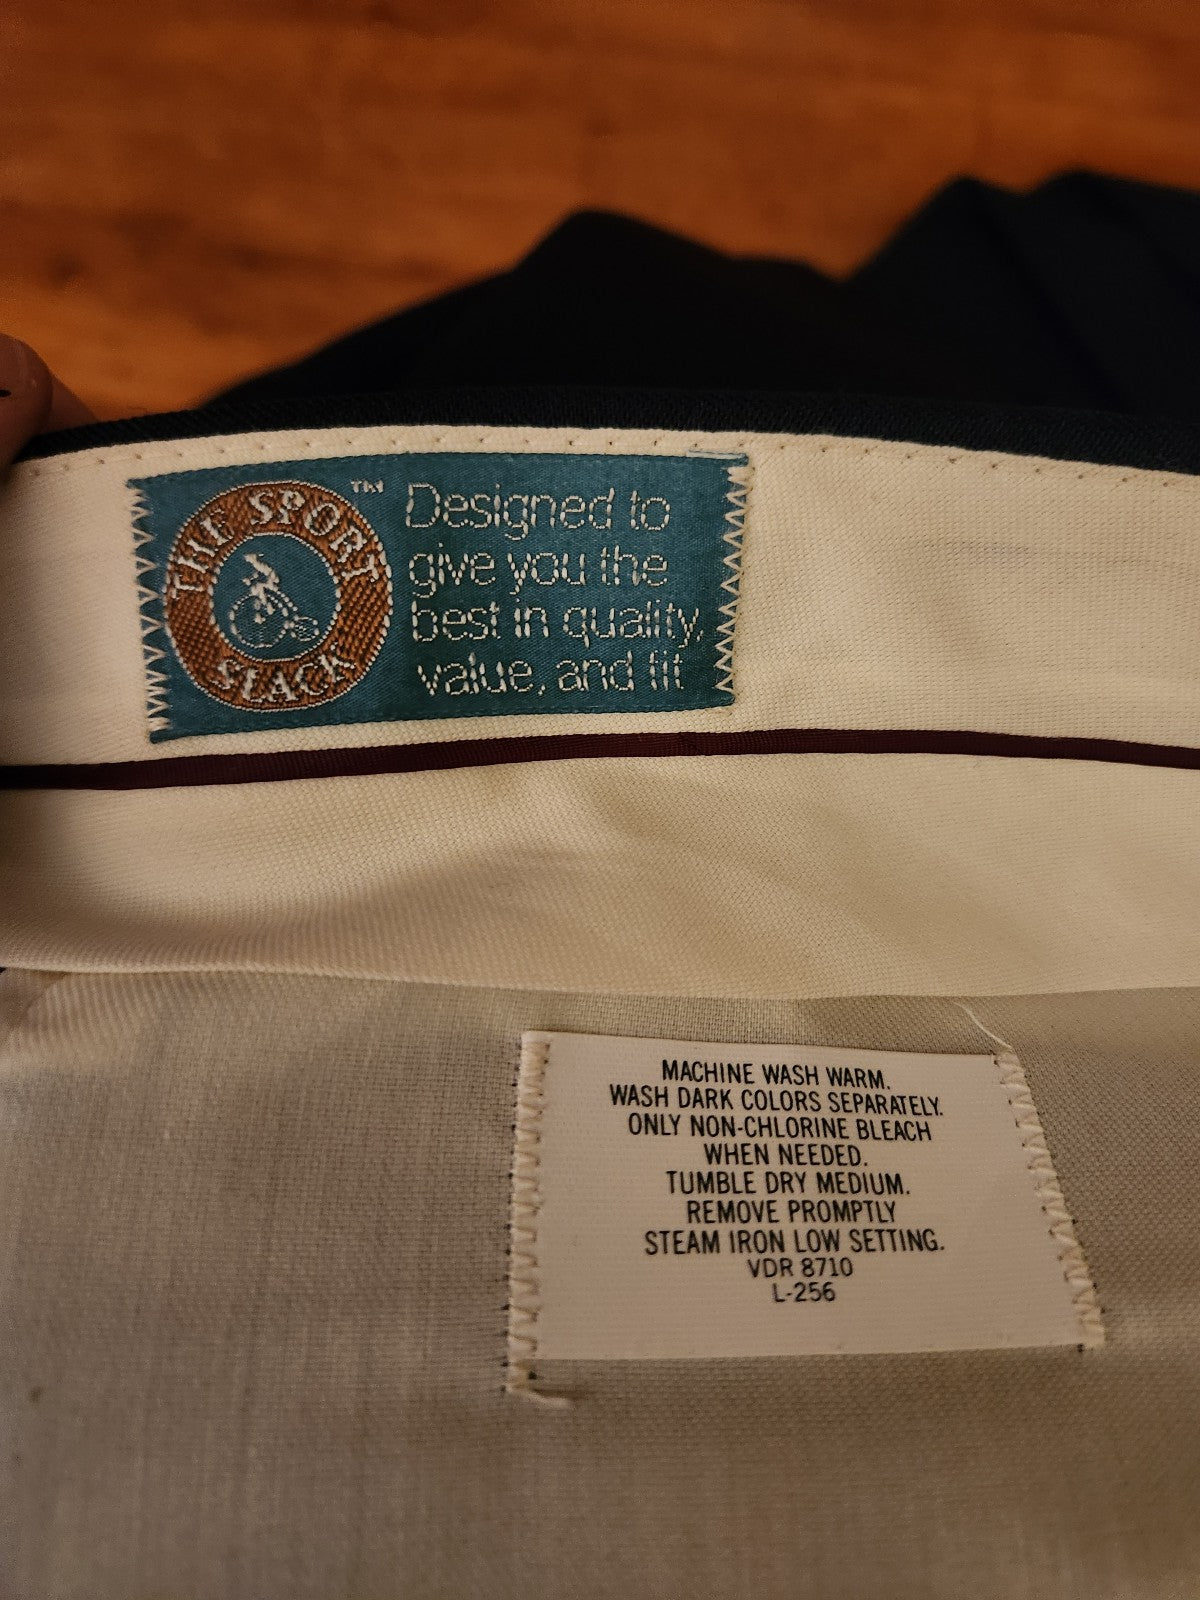 THE SPORT
SLACK
™
Designed to
give you the
best in quality,
value, and fit
MACHINE WASH WARM.
WASH DARK COLORS SEPARATELY.
ONLY NON-CHLORINE BLEACH
WHEN NEEDED.
TUMBLE DRY MEDIUM.
REMOVE PROMPTLY
STEAM IRON LOW SETTING.
VDR 8710
L-256